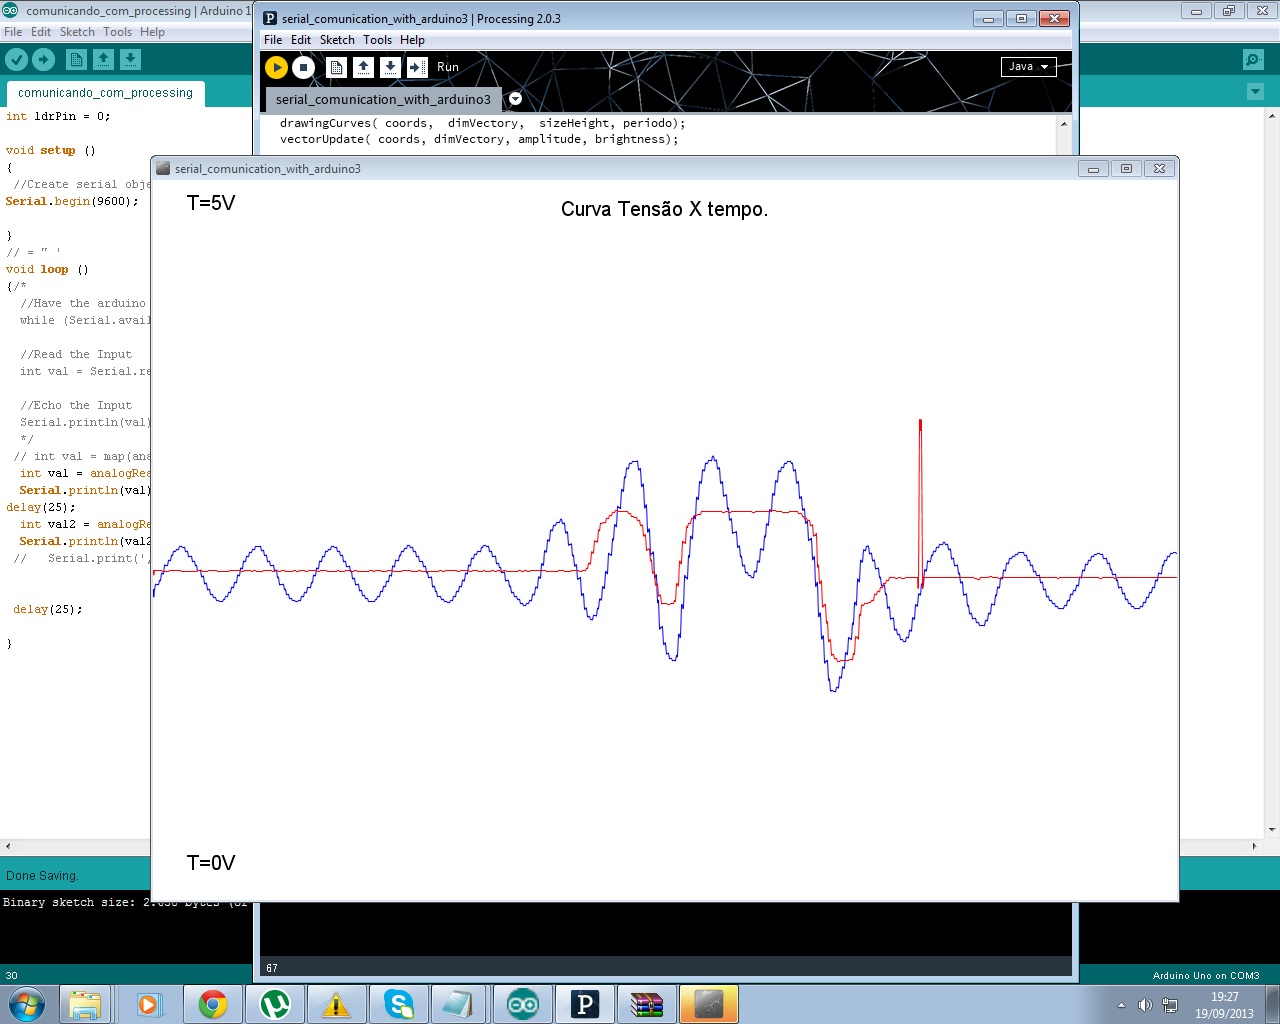 comunicando_com_processing | Arduino 1
File Edit Sketch Tools Help
comunicando_com_processing
int ldrPin = 0;
void setup ()
{
//Create serial obje
Serial.begin(9600);
}
// = " '
void loop ()
{/*
//Have the arduino
while (Serial.avail
//Read the Input
int val = Serial.re
//Echo the Input
Serial.println(val)
*/
// int val = map(ana
int val = analogRea
Serial.println(val)
delay(25);
int val2 = analogRe
Serial.println(val2
// Serial.print('/
delay(25);
}
Done Saving.
Binary sketch size: 2.
30
Arduino Uno on COM3
serial_comunication_with_arduino3 | Processing 2.0.3
File Edit Sketch Tools Help
Run
Java
serial_comunication_with_arduino3
drawingCurves( coords, dimVectory, sizeHeight, periodo);
vectorUpdate( coords, dimVectory, amplitude, brightness);
67
serial_comunication_with_arduino3
T=5V
Curva Tensão X tempo.
T=0V
19:27
19/09/2013